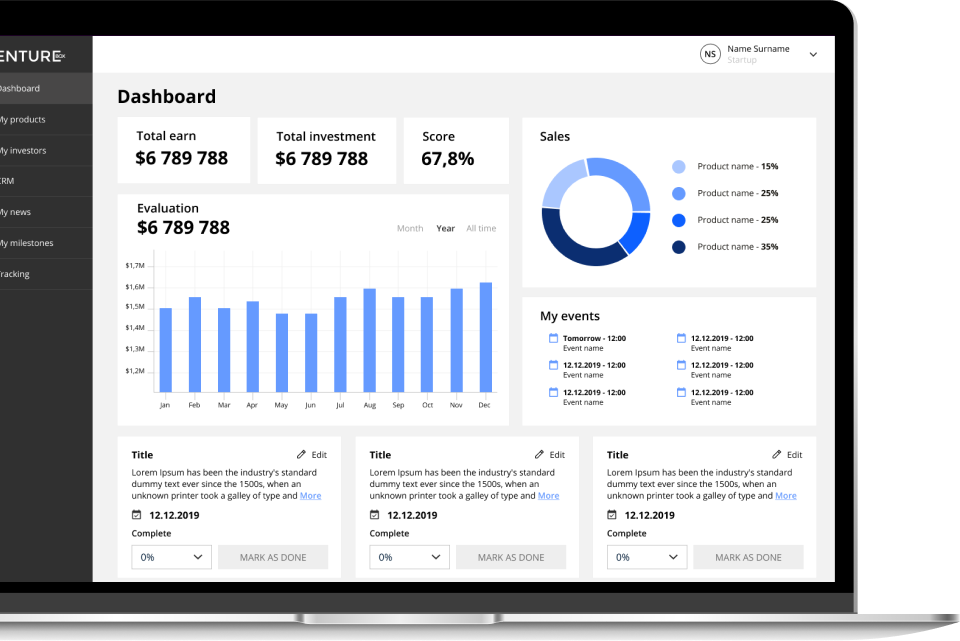 ENTURE BOX
Dashboard
My products
My investors
CRM
My news
My milestones
Tracking
NS
Name Surname
Startup
Dashboard
Total earn
$6 789 788
Total investment
$6 789 788
Score
67,8%
Evaluation
$6 789 788
Month Year All time
$1,7M
$1,6M
$1,5M
$1,4M
$1,3M
$1,2M
Jan Feb Mar Apr May Jun Jul Aug Sep Oct Nov Dec
Sales
Product name - 15%
Product name - 25%
Product name - 25%
Product name - 35%
My events
Tomorrow - 12:00
Event name
12.12.2019 - 12:00
Event name
12.12.2019 - 12:00
Event name
12.12.2019 - 12:00
Event name
12.12.2019 - 12:00
Event name
12.12.2019 - 12:00
Event name
Title Edit
Lorem Ipsum has been the industry's standard
dummy text ever since the 1500s, when an
unknown printer took a galley of type and More
12.12.2019
Complete
0% MARK AS DONE
Title Edit
Lorem Ipsum has been the industry's standard
dummy text ever since the 1500s, when an
unknown printer took a galley of type and More
12.12.2019
Complete
0% MARK AS DONE
Title Edit
Lorem Ipsum has been the industry's standard
dummy text ever since the 1500s, when an
unknown printer took a galley of type and More
12.12.2019
Complete
0% MARK AS DONE